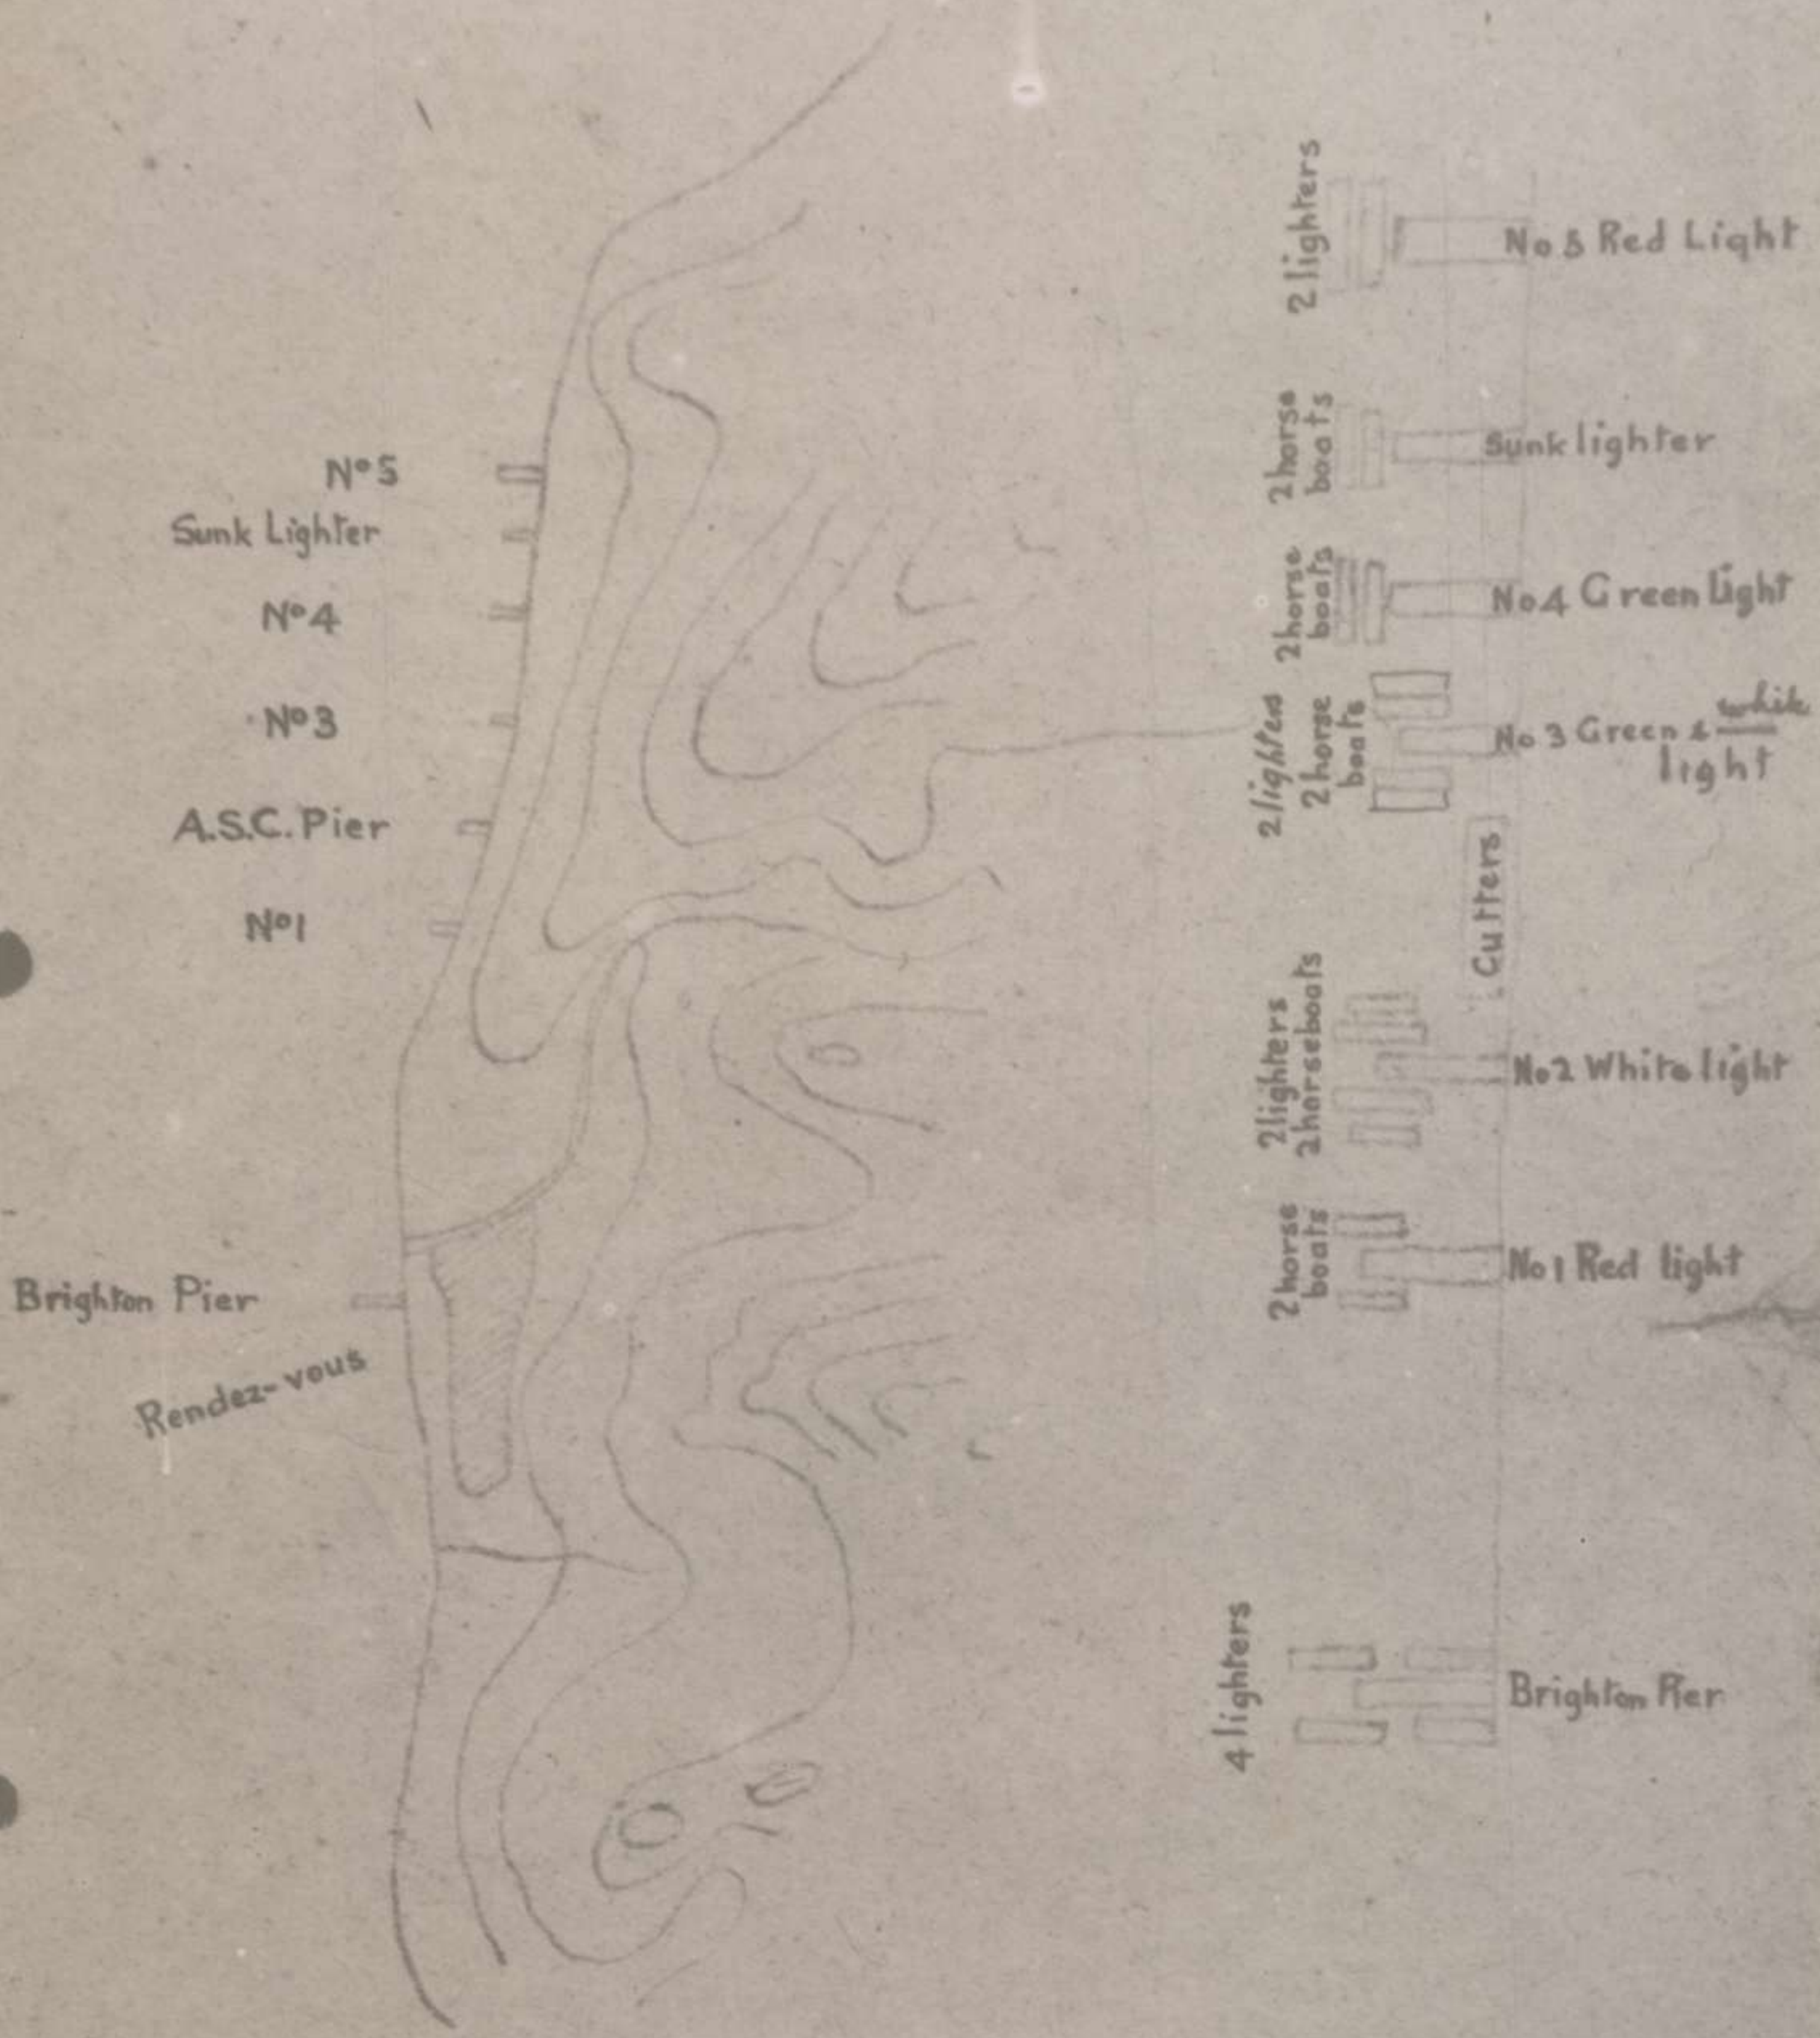 No 5
Sunk Lighter
No 4
No 3
A.S.C. Pier
No 1
Brighton Pier
Rendez-vous
2 lighters
No 5 Red Light
2 horse
boats
Sunk lighter
2 horse
boats
No 4 Green light
2 lighters
2 horse
boats
No 3 Green & white
light
Cutters
2 lighters
2 horseboats
No 2 White light
2 horse
boats
No 1 Red light
4 lighters
Brighton Pier